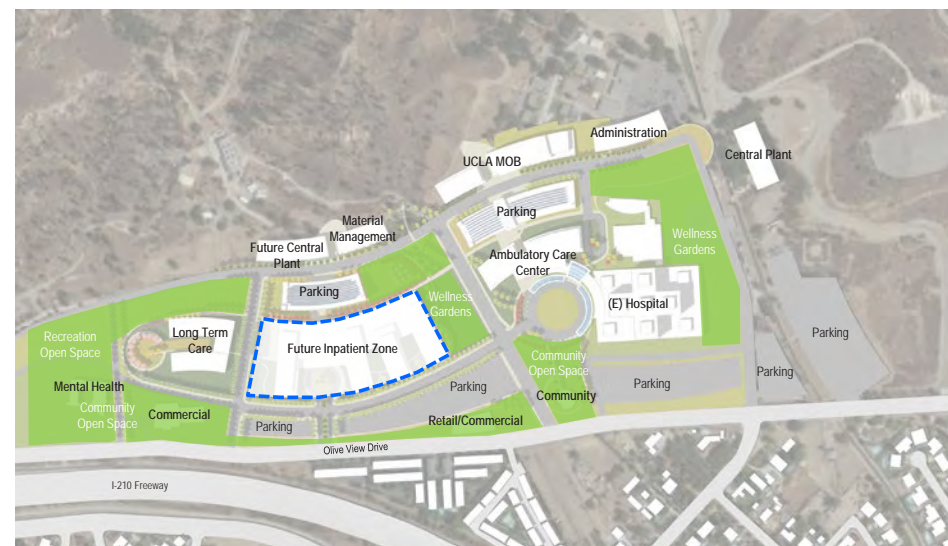 Administration
UCLA MOB
Central Plant
Parking
Material
Management
Wellness
Gardens
Future Central
Plant
Ambulatory Care
Center
Parking
Wellness
Gardens
(E) Hospital
Long Term
Care
Recreation
Open Space
Future Inpatient Zone
Parking
Community
Open Space
Parking
Parking
Parking
Mental Health
Community
Open Space
Commercial
Parking
Retail/Commercial
Community
Olive View Drive
I-210 Freeway